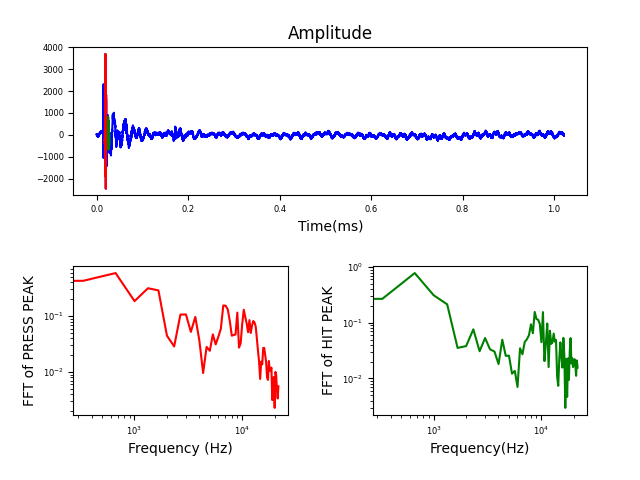 Amplitude
4000
3000
2000
1000
0
−1000
−2000
0.0 0.2 0.4 0.6 0.8 1.0
Time(ms)
FFT of PRESS PEAK
10⁻¹
10⁻²
10³ 10⁴
Frequency (Hz)
FFT of HIT PEAK
10⁰
10⁻¹
10⁻²
10³ 10⁴
Frequency(Hz)